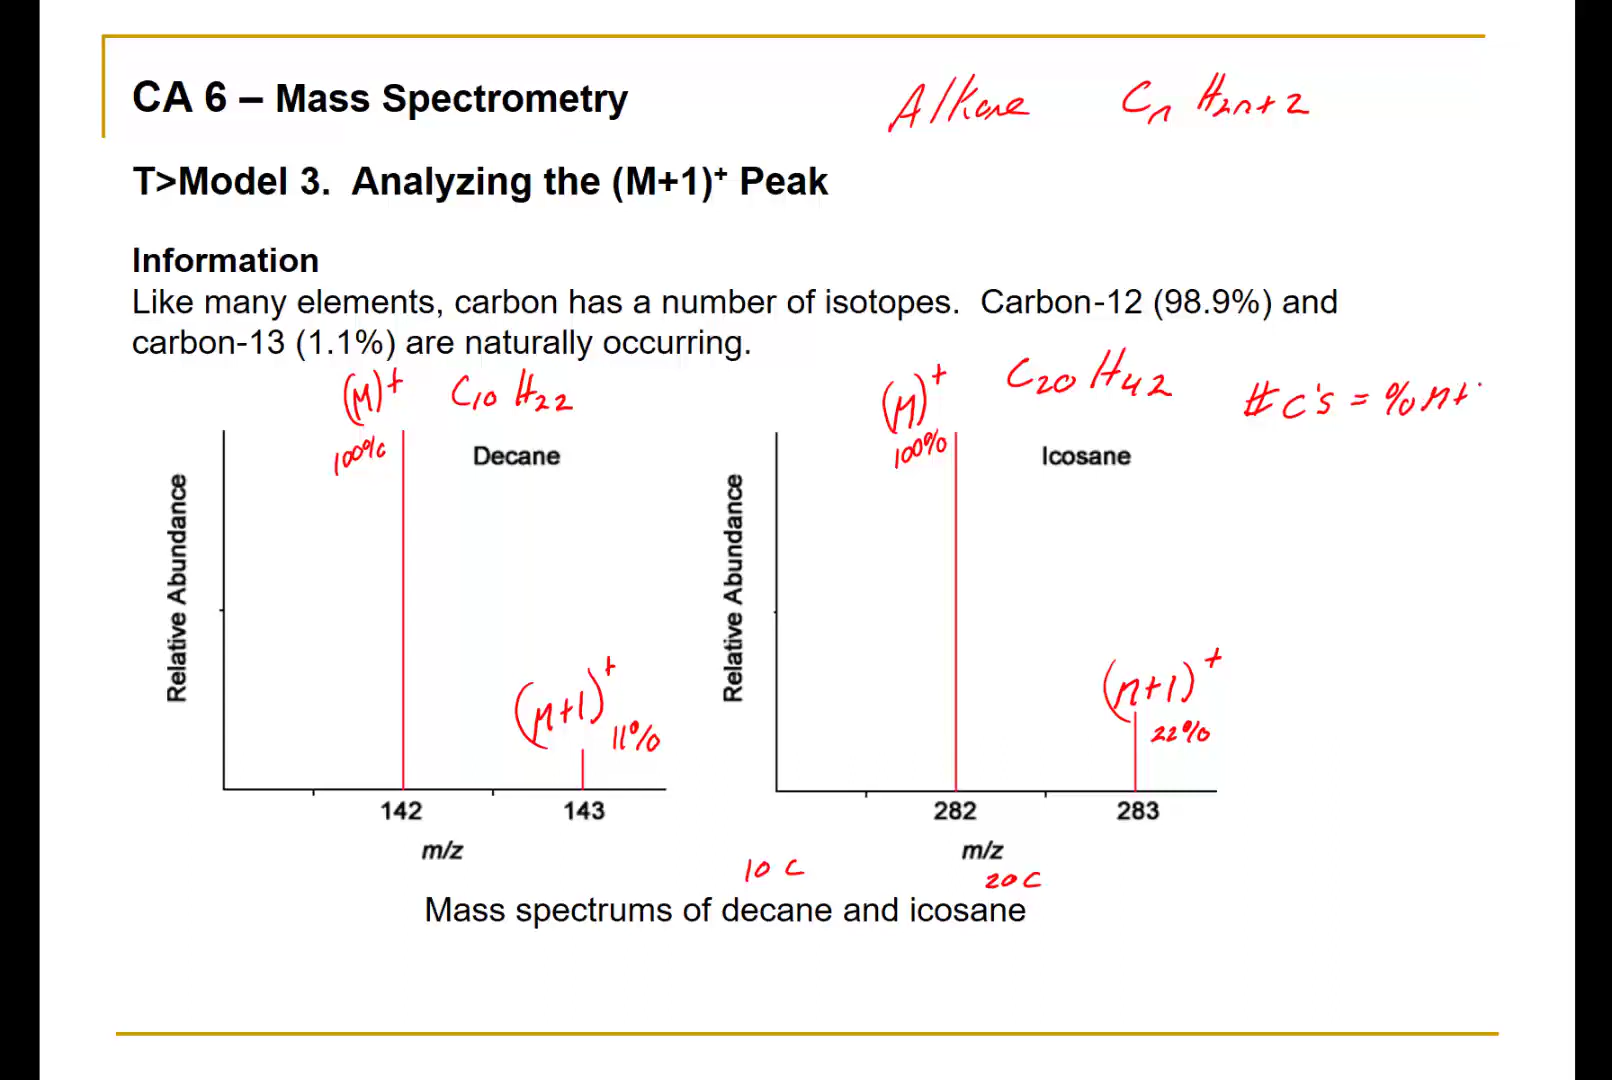 CA 6 – Mass Spectrometry
Alkane CnH2n+2
T>Model 3. Analyzing the (M+1)⁺ Peak
Information
Like many elements, carbon has a number of isotopes. Carbon-12 (98.9%) and
carbon-13 (1.1%) are naturally occurring.
(M)⁺ C10H22
100%
Decane
Relative Abundance
(M+1)⁺
11%
142 143
m/z
(M)⁺ C20H42
100%
Icosane
Relative Abundance
(M+1)⁺
22%
282 283
m/z
# C's = % M+
10 C
20 C
Mass spectrums of decane and icosane